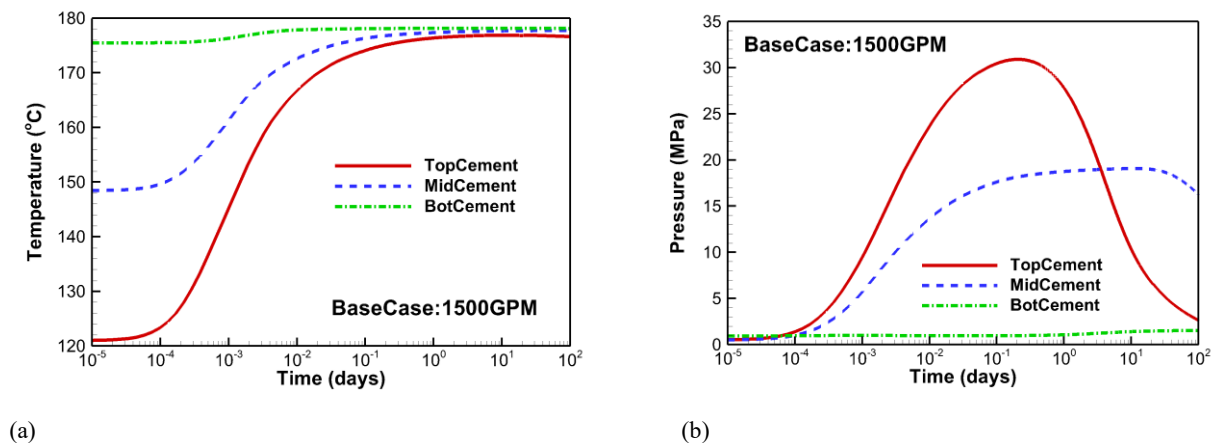 180
170
160
150
140
130
120
Temperature (°C)
TopCement
MidCement
BotCement
BaseCase:1500GPM
10⁻⁵ 10⁻⁴ 10⁻³ 10⁻² 10⁻¹ 10⁰ 10¹ 10²
Time (days)
(a)
35
30
25
20
15
10
5
0
Pressure (MPa)
BaseCase:1500GPM
TopCement
MidCement
BotCement
10⁻⁵ 10⁻⁴ 10⁻³ 10⁻² 10⁻¹ 10⁰ 10¹ 10²
Time (days)
(b)